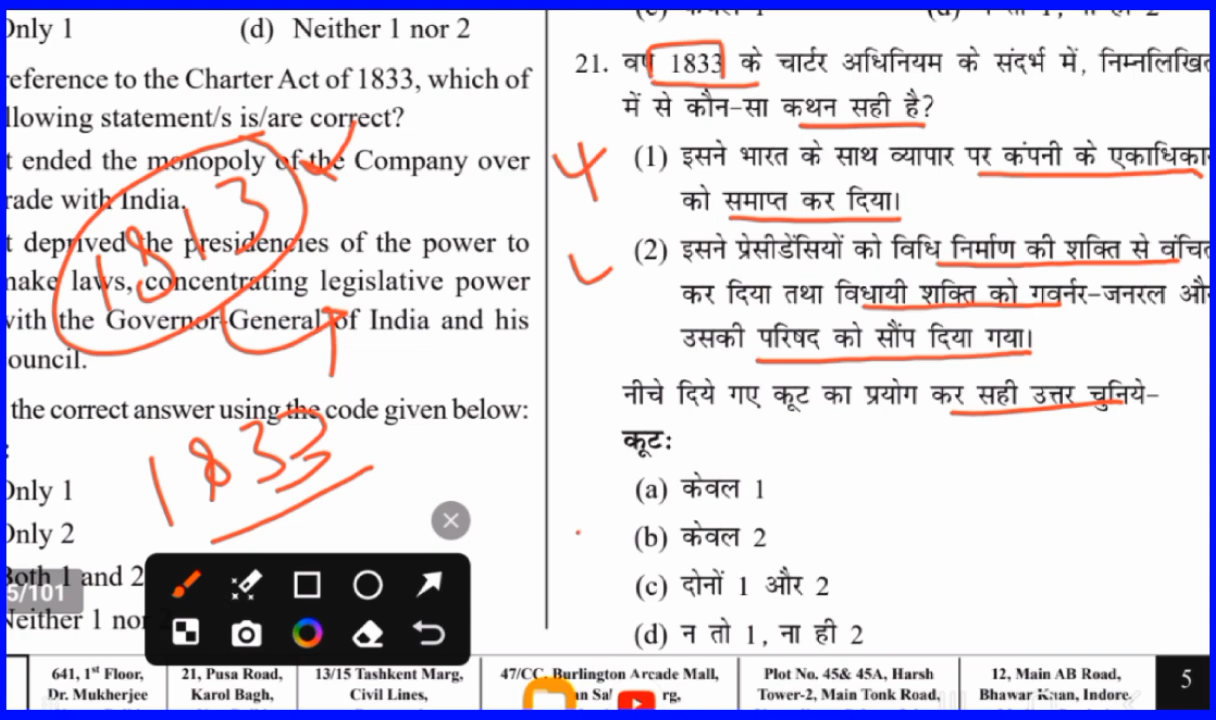 Only 1 (d) Neither 1 nor 2
reference to the Charter Act of 1833, which of
llowing statement/s is/are correct?
t ended the monopoly of the Company over
rade with India.
t deprived the presidencies of the power to
make laws, concentrating legislative power
with the Governor-General of India and his
ouncil.
the correct answer using the code given below:
:
Only 1
Only 2
Both 1 and 2
Neither 1 nor
1813
1833
5/101
21. वर्ष 1833 के चार्टर अधिनियम के संदर्भ में, निम्नलिखित
में से कौन-सा कथन सही है?
(1) इसने भारत के साथ व्यापार पर कंपनी के एकाधिका
को समाप्त कर दिया।
(2) इसने प्रेसीडेंसियों को विधि निर्माण की शक्ति से वंचित
कर दिया तथा विधायी शक्ति को गवर्नर-जनरल और
उसकी परिषद को सौंप दिया गया।
नीचे दिये गए कूट का प्रयोग कर सही उत्तर चुनिये-
कूटः
(a) केवल 1
(b) केवल 2
(c) दोनों 1 और 2
(d) न तो 1, ना ही 2
641, 1st Floor,
Dr. Mukherjee
21, Pusa Road,
Karol Bagh,
13/15 Tashkent Marg,
Civil Lines,
47/CC, Burlington Arcade Mall,
rg,
Plot No. 45& 45A, Harsh
Tower-2, Main Tonk Road,
12, Main AB Road,
Bhawar Kuan, Indore
5